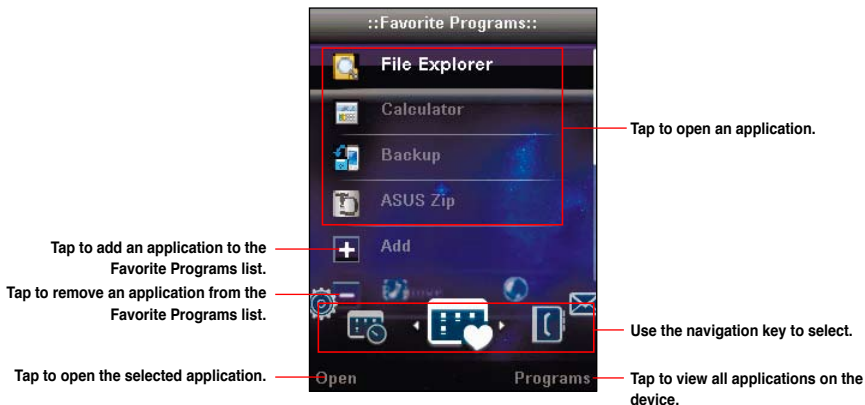 ::Favorite Programs::
File Explorer
Calculator
Backup
ASUS Zip
Add
Open
Programs
Tap to add an application to the
Favorite Programs list.
Tap to remove an application from the
Favorite Programs list.
Tap to open the selected application.
Tap to open an application.
Use the navigation key to select.
Tap to view all applications on the
device.